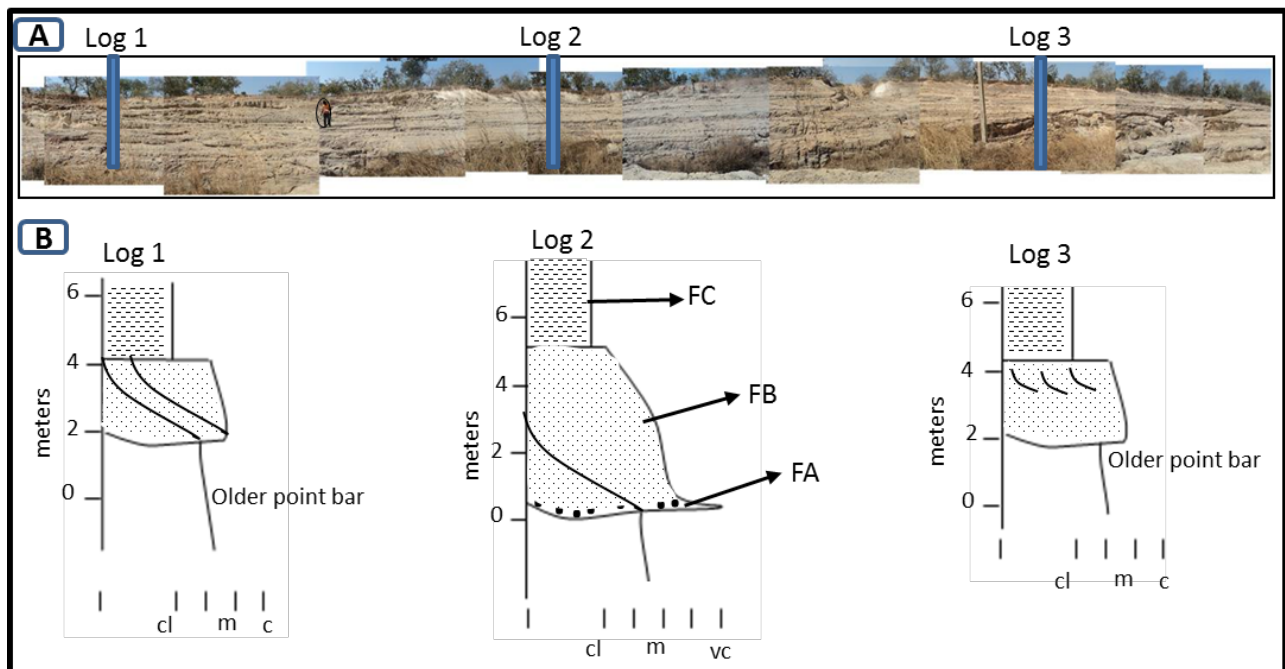 A
Log 1 Log 2 Log 3
B
Log 1
6
4
2
0
meters
Older point bar
cl m c
Log 2
6
4
2
0
meters
FC
FB
FA
cl m vc
Log 3
6
4
2
0
meters
Older point bar
cl m c